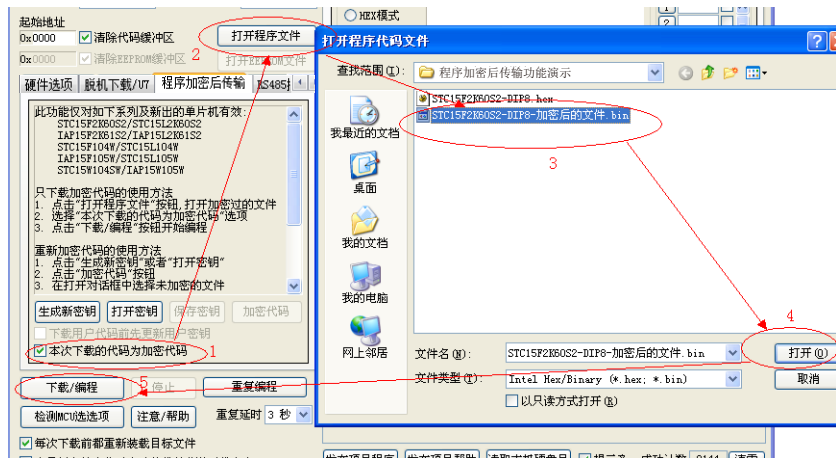 起始地址
0x0000 清除代码缓冲区 打开程序文件
0x0000 清除EEPROM缓冲区 2 打开EEPROM文件
硬件选项 脱机下载/U7 程序加密后传输 RS485
此功能仅对如下系列及新出的单片机有效:
STC15F2K60S2/STC15L2K60S2
IAP15F2K61S2/IAP15L2K61S2
STC15F104W/STC15L104W
IAP15F105W/STC15L105W
STC15W104SW/IAP15W105W
只下载加密代码的使用方法
1. 点击"打开程序文件"按钮,打开加密过的文件
2. 选择"本次下载的代码为加密代码"选项
3. 点击"下载/编程"按钮开始编程
重新加密代码的使用方法
1. 点击"生成新密钥"或者"打开密钥"
2. 点击"加密代码"按钮
3. 在打开对话框中选择未加密的文件
生成新密钥 打开密钥 保存密钥 加密代码
下载用户代码前先更新用户密钥
本次下载的代码为加密代码 1
下载/编程 5 停止 重复编程
检测MCU选选项 注意/帮助 重复延时 3 秒
每次下载前都重新装载目标文件
HEX模式
1
2
打开程序代码文件
查找范围(I): 程序加密后传输功能演示
STC15F2K60S2-DIP8.hex
STC15F2K60S2-DIP8-加密后的文件.bin
3
我最近的文档
桌面
我的文档
我的电脑
网上邻居
4
文件名(N): STC15F2K60S2-DIP8-加密后的文件.bin 打开(O)
文件类型(T): Intel Hex/Binary (*.hex; *.bin) 取消
以只读方式打开(R)